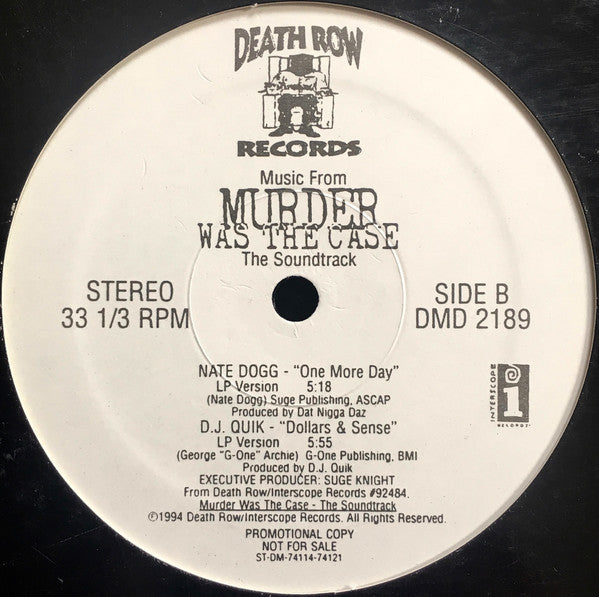 DEATH ROW
RECORDS
Music From
MURDER
WAS THE CASE
The Soundtrack
STEREO
33 1/3 RPM
SIDE B
DMD 2189
NATE DOGG - “One More Day”
LP Version 5:18
(Nate Dogg) Suge Publishing, ASCAP
Produced by Dat Nigga Daz
D.J. QUIK - “Dollars & Sense”
LP Version 5:55
(George “G-One” Archie) G-One Publishing, BMI
Produced by D.J. Quik
EXECUTIVE PRODUCER: SUGE KNIGHT
From Death Row/Interscope Records #92484.
Murder Was The Case - The Soundtrack
℗1994 Death Row/Interscope Records. All Rights Reserved.
PROMOTIONAL COPY
NOT FOR SALE
ST-DM-74114-74121
INTERSCOPE
i
RECORDS